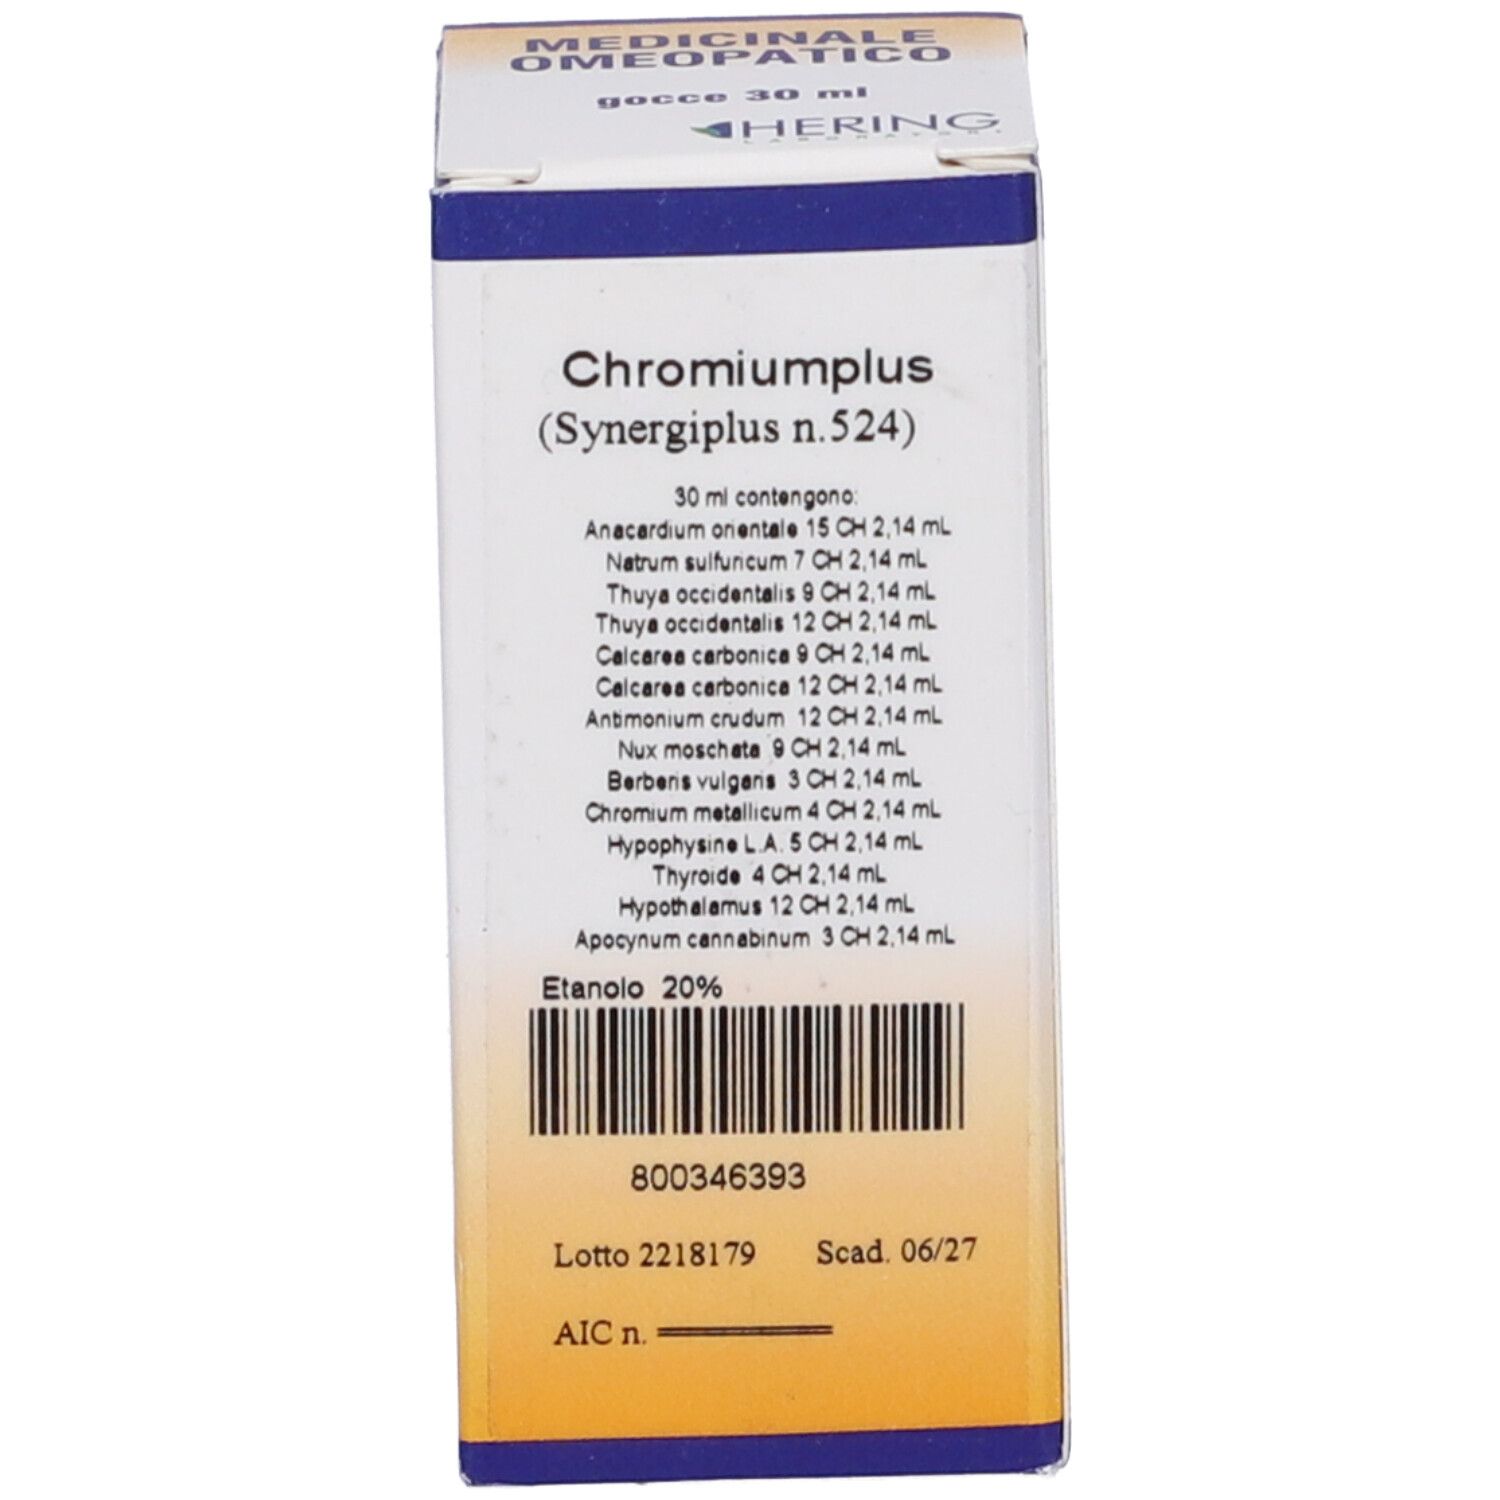 MEDICINALE
OMEOPATICO
gocce 30 ml
HERING
LABORATORI
Chromiumplus
(Synergiplus n.524)
30 ml contengono:
Anacardium orientale 15 CH 2,14 mL
Natrum sulfuricum 7 CH 2,14 mL
Thuya occidentalis 9 CH 2,14 mL
Thuya occidentalis 12 CH 2,14 mL
Calcarea carbonica 9 CH 2,14 mL
Calcarea carbonica 12 CH 2,14 mL
Antimonium crudum 12 CH 2,14 mL
Nux moschata 9 CH 2,14 mL
Berberis vulgaris 3 CH 2,14 mL
Chromium metallicum 4 CH 2,14 mL
Hypophysine L.A. 5 CH 2,14 mL
Thyroide 4 CH 2,14 mL
Hypothalamus 12 CH 2,14 mL
Apocynum cannabinum 3 CH 2,14 mL
Etanolo 20%
800346393
Lotto 2218179 Scad. 06/27
AIC n.